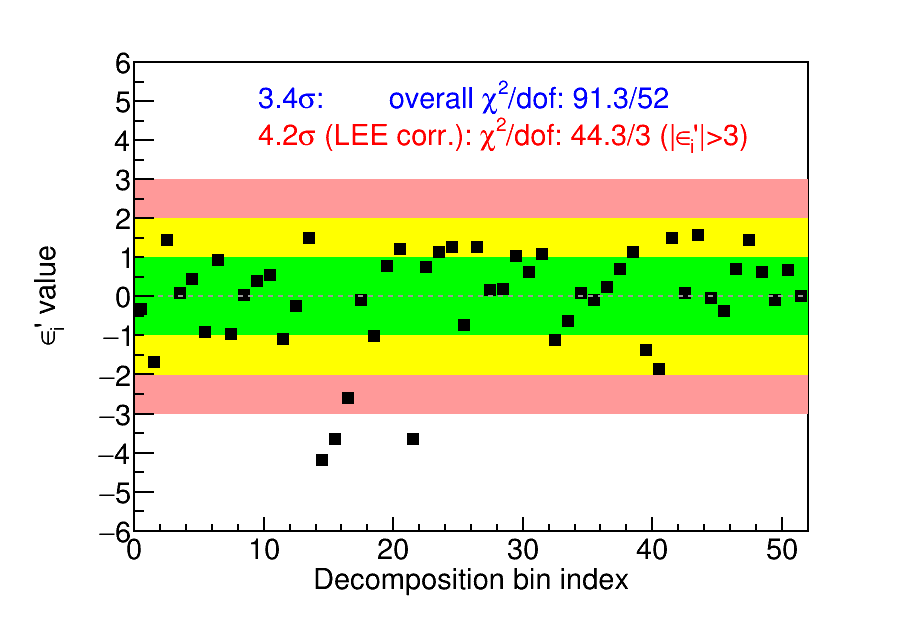 6
5
4
3
2
1
0
−1
−2
−3
−4
−5
−6
ϵᵢ' value
3.4σ: overall χ²/dof: 91.3/52
4.2σ (LEE corr.): χ²/dof: 44.3/3 (|ϵᵢ'|>3)
0 10 20 30 40 50
Decomposition bin index